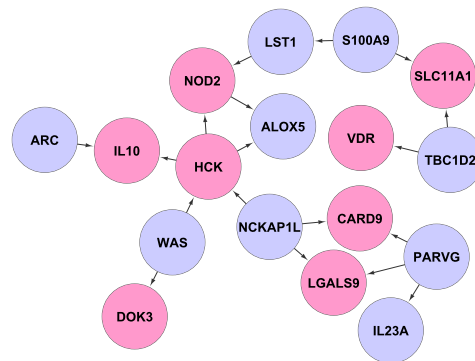 LST1
S100A9
NOD2
SLC11A1
ALOX5
ARC
IL10
VDR
HCK
TBC1D2
CARD9
NCKAP1L
WAS
PARVG
LGALS9
DOK3
IL23A